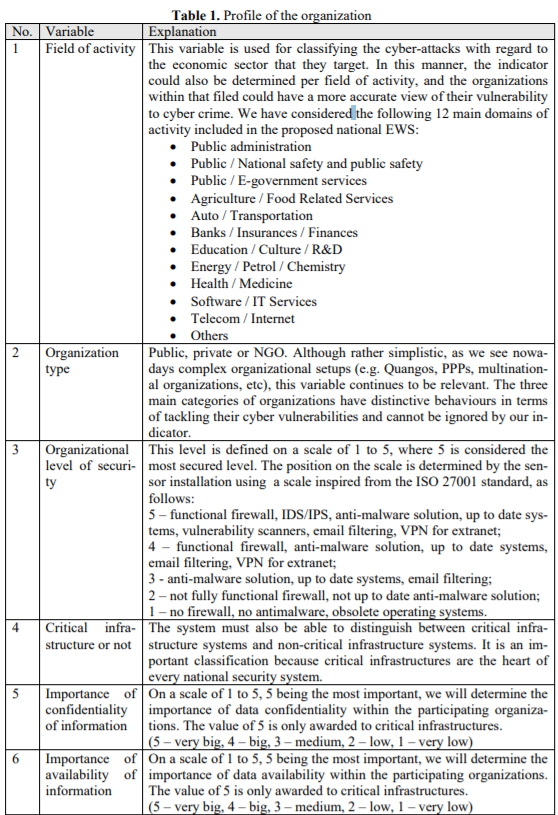 Table 1. Profile of the organization
No. Variable Explanation
1 Field of activity This variable is used for classifying the cyber-attacks with regard to
the economic sector that they target. In this manner, the indicator
could also be determined per field of activity, and the organizations
within that filed could have a more accurate view of their vulnerability
to cyber crime. We have considered the following 12 main domains of
activity included in the proposed national EWS:
• Public administration
• Public / National safety and public safety
• Public / E-government services
• Agriculture / Food Related Services
• Auto / Transportation
• Banks / Insurances / Finances
• Education / Culture / R&D
• Energy / Petrol / Chemistry
• Health / Medicine
• Software / IT Services
• Telecom / Internet
• Others
2 Organization Public, private or NGO. Although rather simplistic, as we see nowa-
type days complex organizational setups (e.g. Quangos, PPPs, multination-
al organizations, etc), this variable continues to be relevant. The three
main categories of organizations have distinctive behaviours in terms
of tackling their cyber vulnerabilities and cannot be ignored by our in-
dicator.
3 Organizational This level is defined on a scale of 1 to 5, where 5 is considered the
level of securi- most secured level. The position on the scale is determined by the sen-
ty sor installation using a scale inspired from the ISO 27001 standard, as
follows:
5 – functional firewall, IDS/IPS, anti-malware solution, up to date sys-
tems, vulnerability scanners, email filtering, VPN for extranet;
4 – functional firewall, anti-malware solution, up to date systems,
email filtering, VPN for extranet;
3 - anti-malware solution, up to date systems, email filtering;
2 – not fully functional firewall, not up to date anti-malware solution;
1 – no firewall, no antimalware, obsolete operating systems.
4 Critical infra- The system must also be able to distinguish between critical infra-
structure or not structure systems and non-critical infrastructure systems. It is an im-
portant classification because critical infrastructures are the heart of
every national security system.
5 Importance of On a scale of 1 to 5, 5 being the most important, we will determine the
confidentiality importance of data confidentiality within the participating organiza-
of information tions. The value of 5 is only awarded to critical infrastructures.
(5 – very big, 4 – big, 3 – medium, 2 – low, 1 – very low)
6 Importance of On a scale of 1 to 5, 5 being the most important, we will determine the
availability of importance of data availability within the participating organizations.
information The value of 5 is only awarded to critical infrastructures.
(5 – very big, 4 – big, 3 – medium, 2 – low, 1 – very low)